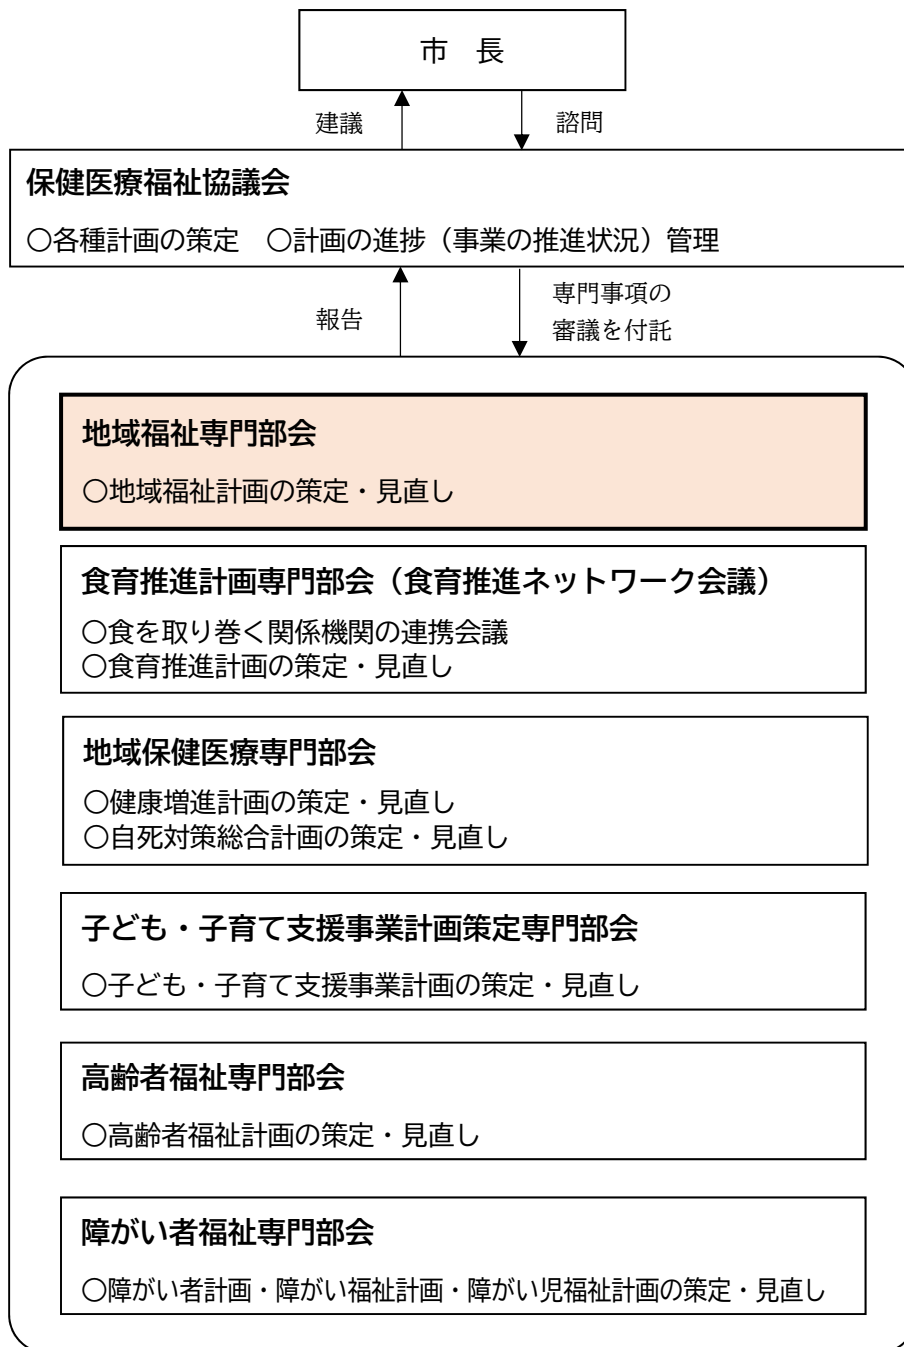 市　長
建議
諮問
保健医療福祉協議会
○各種計画の策定　○計画の進捗（事業の推進状況）管理
報告
専門事項の
審議を付託
地域福祉専門部会
○地域福祉計画の策定・見直し
食育推進計画専門部会（食育推進ネットワーク会議）
○食を取り巻く関係機関の連携会議
○食育推進計画の策定・見直し
地域保健医療専門部会
○健康増進計画の策定・見直し
○自死対策総合計画の策定・見直し
子ども・子育て支援事業計画策定専門部会
○子ども・子育て支援事業計画の策定・見直し
高齢者福祉専門部会
○高齢者福祉計画の策定・見直し
障がい者福祉専門部会
○障がい者計画・障がい福祉計画・障がい児福祉計画の策定・見直し